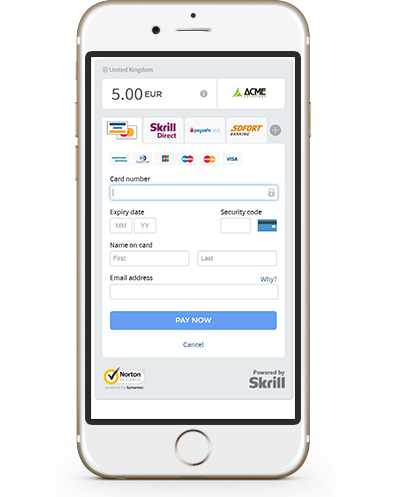 United Kingdom
5.00 EUR
ACME
Skrill
Direct
paysafecard
SOFORT
BANKING
VISA
Card number
Expiry date
Security code
MM YY
Name on card
First Last
Email address Why?
PAY NOW
Cancel
Norton
SECURED
powered by Symantec
Powered by
Skrill